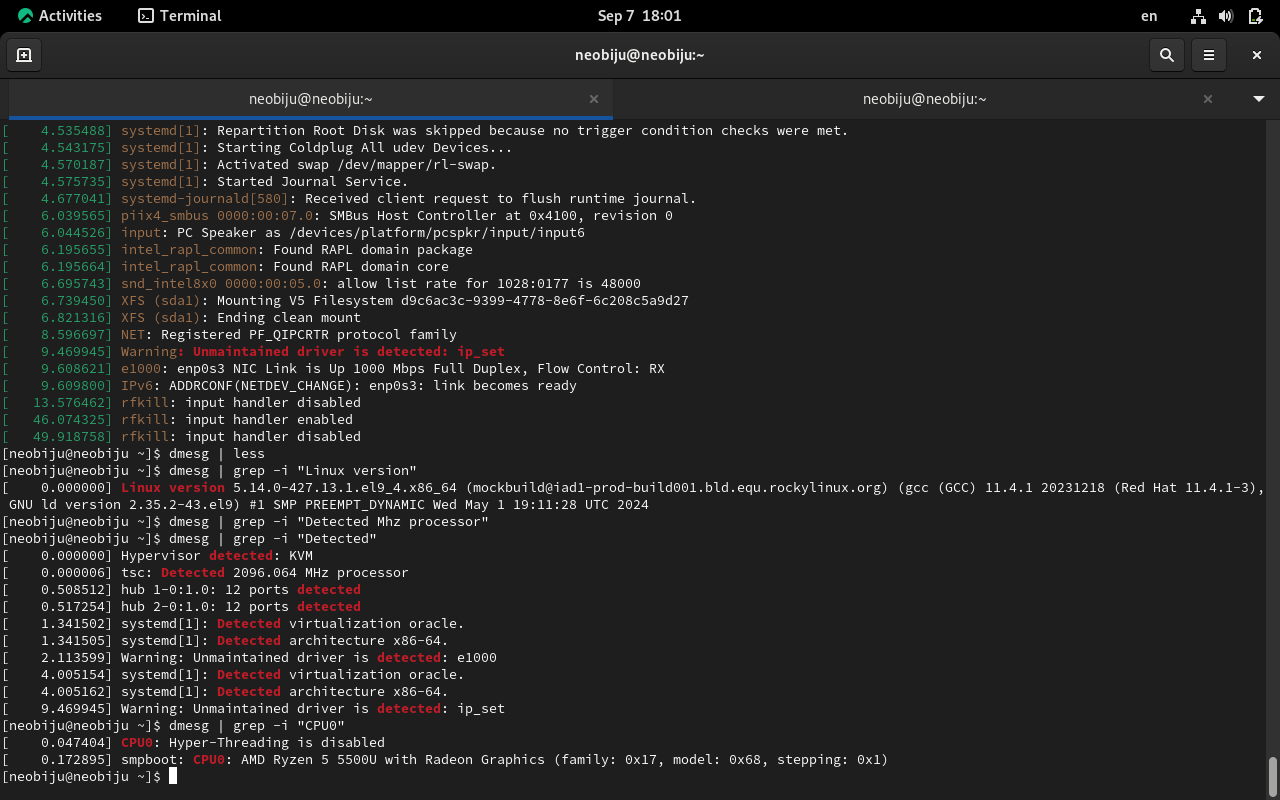 Activities Terminal Sep 7 18:01 en
neobiju@neobiju:~
neobiju@neobiju:~ neobiju@neobiju:~
[    4.535488] systemd[1]: Repartition Root Disk was skipped because no trigger condition checks were met.
[    4.543175] systemd[1]: Starting Coldplug All udev Devices...
[    4.570187] systemd[1]: Activated swap /dev/mapper/rl-swap.
[    4.575735] systemd[1]: Started Journal Service.
[    4.677041] systemd-journald[580]: Received client request to flush runtime journal.
[    6.039565] piix4_smbus 0000:00:07.0: SMBus Host Controller at 0x4100, revision 0
[    6.044526] input: PC Speaker as /devices/platform/pcspkr/input/input6
[    6.195655] intel_rapl_common: Found RAPL domain package
[    6.195664] intel_rapl_common: Found RAPL domain core
[    6.695743] snd_intel8x0 0000:00:05.0: allow list rate for 1028:0177 is 48000
[    6.739450] XFS (sda1): Mounting V5 Filesystem d9c6ac3c-9399-4778-8e6f-6c208c5a9d27
[    6.821316] XFS (sda1): Ending clean mount
[    8.596697] NET: Registered PF_QIPCRTR protocol family
[    9.469945] Warning: Unmaintained driver is detected: ip_set
[    9.608621] e1000: enp0s3 NIC Link is Up 1000 Mbps Full Duplex, Flow Control: RX
[    9.609800] IPv6: ADDRCONF(NETDEV_CHANGE): enp0s3: link becomes ready
[   13.576462] rfkill: input handler disabled
[   46.074325] rfkill: input handler enabled
[   49.918758] rfkill: input handler disabled
[neobiju@neobiju ~]$ dmesg | less
[neobiju@neobiju ~]$ dmesg | grep -i "Linux version"
[    0.000000] Linux version 5.14.0-427.13.1.el9_4.x86_64 (mockbuild@iad1-prod-build001.bld.equ.rockylinux.org) (gcc (GCC) 11.4.1 20231218 (Red Hat 11.4.1-3),
GNU ld version 2.35.2-43.el9) #1 SMP PREEMPT_DYNAMIC Wed May 1 19:11:28 UTC 2024
[neobiju@neobiju ~]$ dmesg | grep -i "Detected Mhz processor"
[neobiju@neobiju ~]$ dmesg | grep -i "Detected"
[    0.000000] Hypervisor detected: KVM
[    0.000006] tsc: Detected 2096.064 MHz processor
[    0.508512] hub 1-0:1.0: 12 ports detected
[    0.517254] hub 2-0:1.0: 12 ports detected
[    1.341502] systemd[1]: Detected virtualization oracle.
[    1.341505] systemd[1]: Detected architecture x86-64.
[    2.113599] Warning: Unmaintained driver is detected: e1000
[    4.005154] systemd[1]: Detected virtualization oracle.
[    4.005162] systemd[1]: Detected architecture x86-64.
[    9.469945] Warning: Unmaintained driver is detected: ip_set
[neobiju@neobiju ~]$ dmesg | grep -i "CPU0"
[    0.047404] CPU0: Hyper-Threading is disabled
[    0.172895] smpboot: CPU0: AMD Ryzen 5 5500U with Radeon Graphics (family: 0x17, model: 0x68, stepping: 0x1)
[neobiju@neobiju ~]$